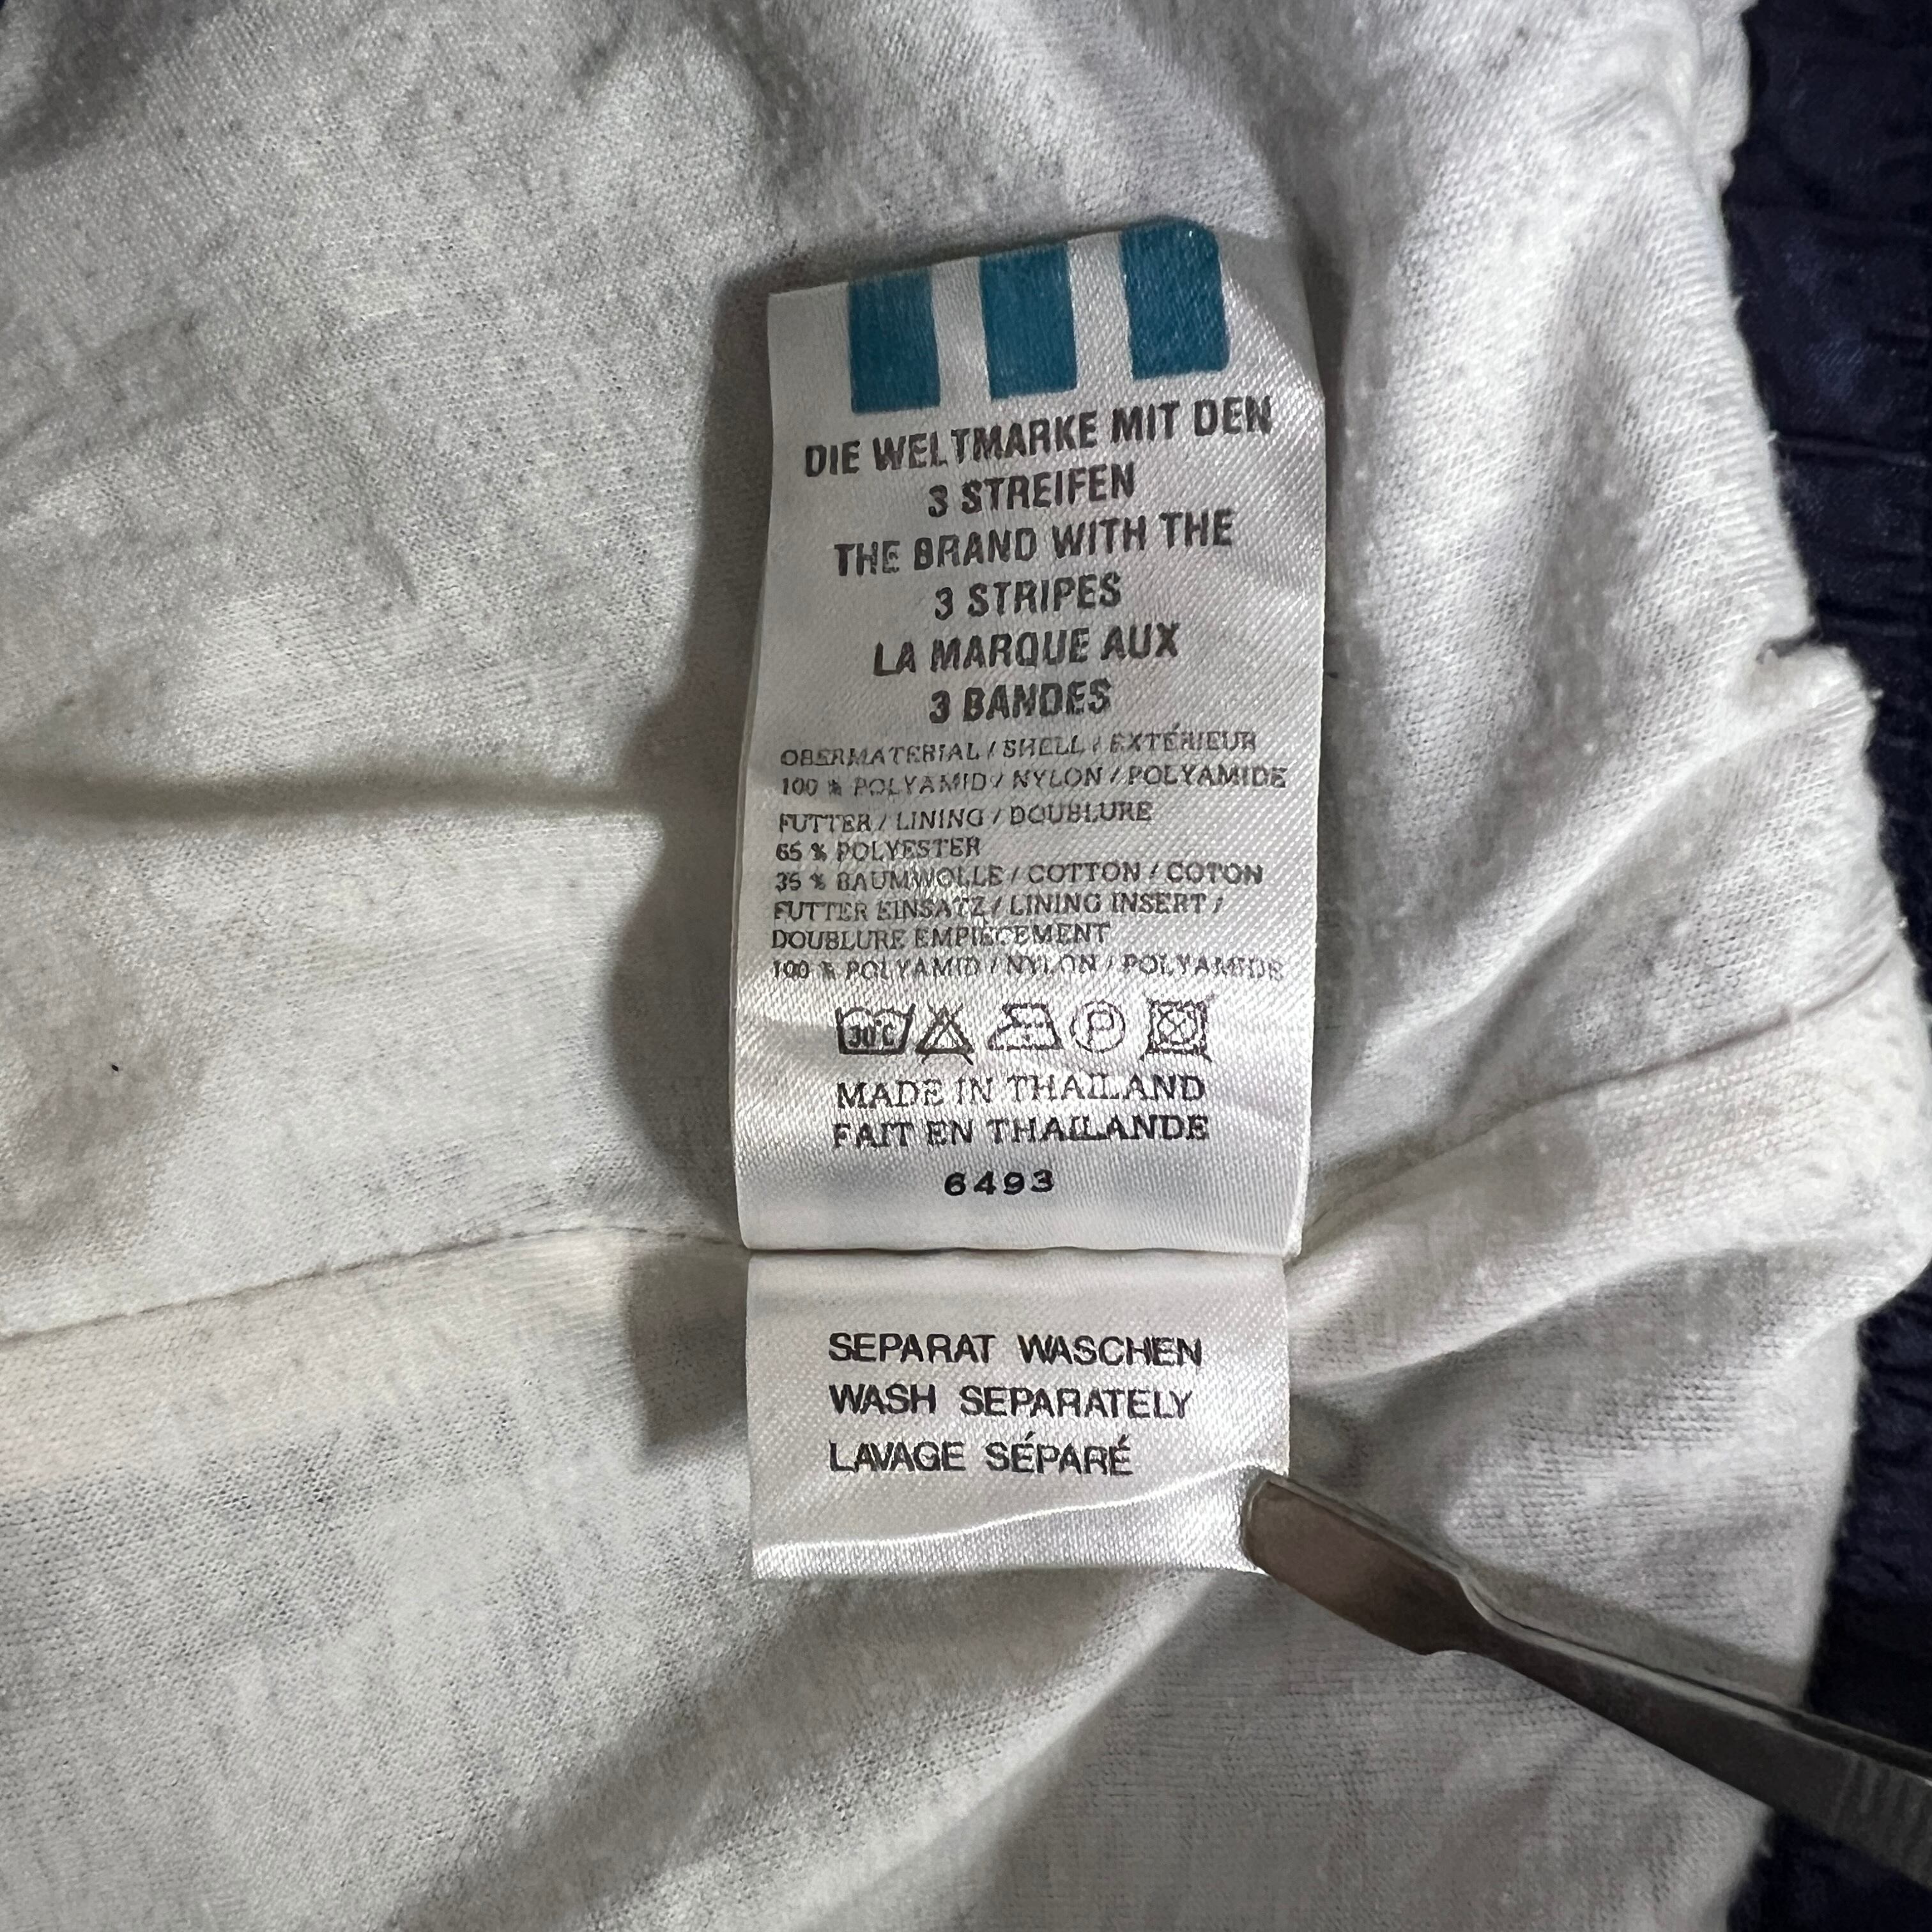 DIE WELTMARKE MIT DEN
3 STREIFEN
THE BRAND WITH THE
3 STRIPES
LA MARQUE AUX
3 BANDES
OBERMATERIAL / SHELL / EXTÉRIEUR
100 % POLYAMID / NYLON / POLYAMIDE
FUTTER / LINING / DOUBLURE
65 % POLYESTER
35 % BAUMWOLLE / COTTON / COTON
FUTTER EINSATZ / LINING INSERT /
DOUBLURE EMPIECEMENT
100 % POLYAMID / NYLON / POLYAMIDE
30°C P
MADE IN THAILAND
FAIT EN THAILANDE
6493
SEPARAT WASCHEN
WASH SEPARATELY
LAVAGE SÉPARÉ